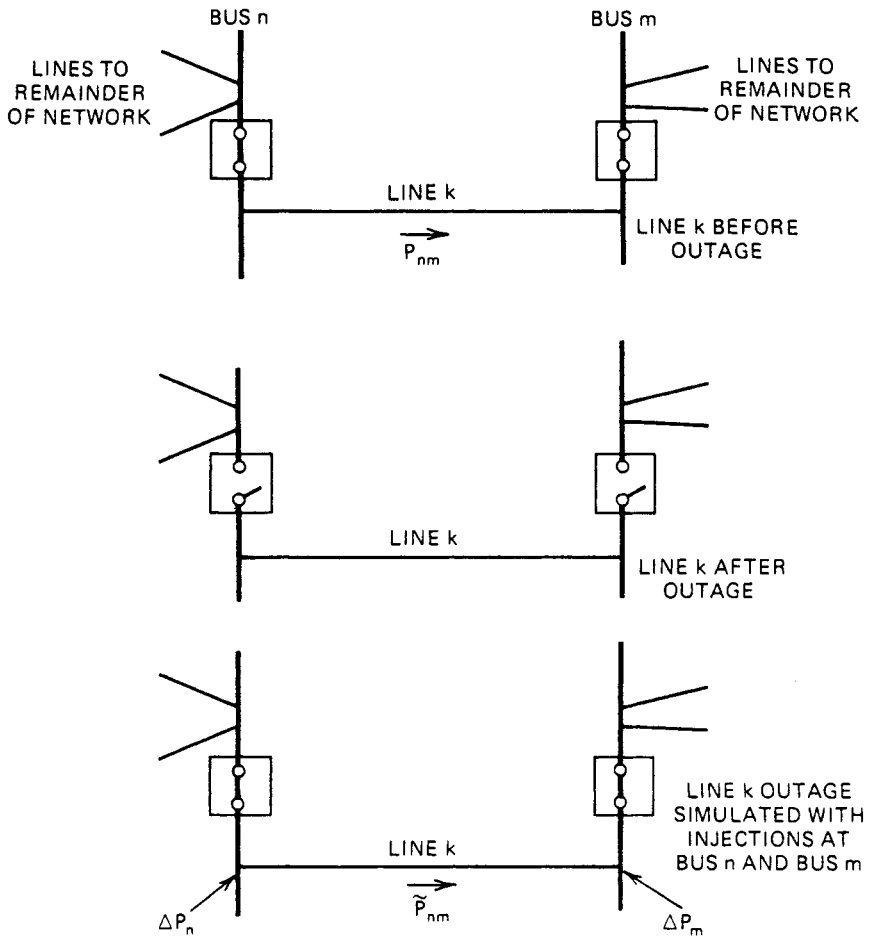 BUS n
BUS m
LINES TO
REMAINDER
OF NETWORK
LINES TO
REMAINDER
OF NETWORK
LINE k
P_nm
LINE k BEFORE
OUTAGE
LINE k
LINE k AFTER
OUTAGE
LINE k OUTAGE
SIMULATED WITH
INJECTIONS AT
BUS n AND BUS m
LINE k
P̃_nm
ΔP_n
ΔP_m